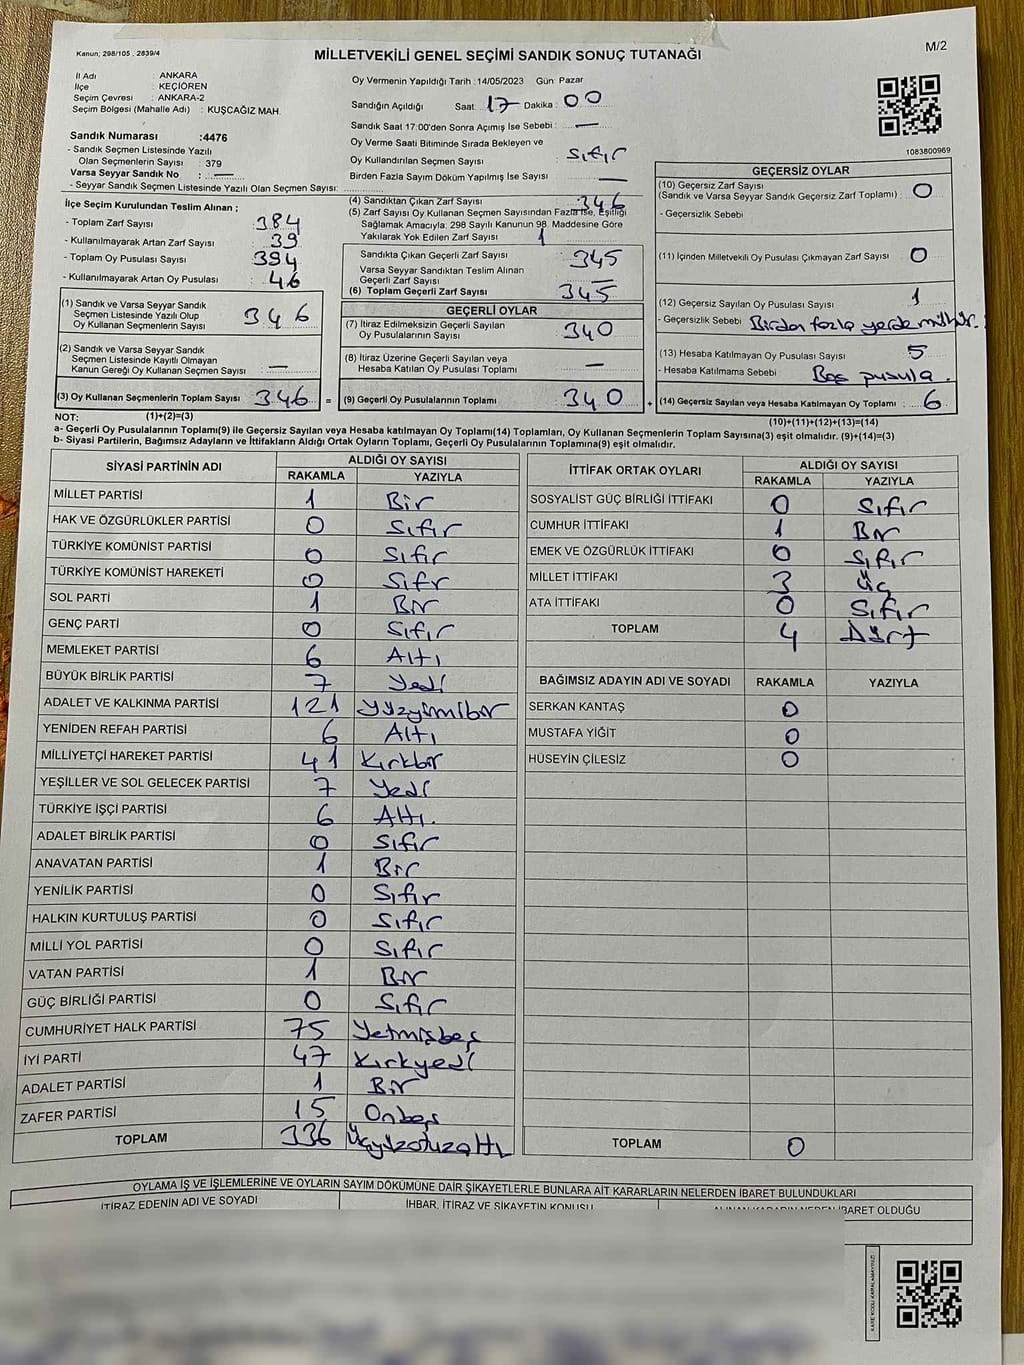 Kanun; 298/105 . 2839/4
MİLLETVEKİLİ GENEL SEÇİMİ SANDIK SONUÇ TUTANAĞI
M/2
İl Adı : ANKARA
İlçe : KEÇİÖREN
Seçim Çevresi : ANKARA-2
Seçim Bölgesi (Mahalle Adı) : KUŞCAĞIZ MAH.
Oy Vermenin Yapıldığı Tarih : 14/05/2023 Gün: Pazar
Sandığın Açıldığı Saat: 17 Dakika : 00
Sandık Saat 17:00'den Sonra Açımış İse Sebebi : —
Oy Verme Saati Bitiminde Sırada Bekleyen ve
Oy Kullandırılan Seçmen Sayısı : Sıfır
Birden Fazla Sayım Döküm Yapılmış İse Sayısı —
1083800969
Sandık Numarası :4476
- Sandık Seçmen Listesinde Yazılı
Olan Seçmenlerin Sayısı : 379
Varsa Seyyar Sandık No : —
- Seyyar Sandık Seçmen Listesinde Yazılı Olan Seçmen Sayısı:
İlçe Seçim Kurulundan Teslim Alınan ;
- Toplam Zarf Sayısı : 384
- Kullanılmayarak Artan Zarf Sayısı : 39
- Toplam Oy Pusulası Sayısı : 394
- Kullanılmayarak Artan Oy Pusulası : 46
(1) Sandık ve Varsa Seyyar Sandık
Seçmen Listesinde Yazılı Olup
Oy Kullanan Seçmenlerin Sayısı : 346
(2) Sandık ve Varsa Seyyar Sandık
Seçmen Listesinde Kayıtlı Olmayan
Kanun Gereği Oy Kullanan Seçmen Sayısı : —
(3) Oy Kullanan Seçmenlerin Toplam Sayısı : 346 =
(4) Sandıktan Çıkan Zarf Sayısı : 346
(5) Zarf Sayısı Oy Kullanan Seçmen Sayısından Fazla İse, Eşitliği
Sağlamak Amacıyla; 298 Sayılı Kanunun 98. Maddesine Göre
Yakılarak Yok Edilen Zarf Sayısı : 1
Sandıkta Çıkan Geçerli Zarf Sayısı : 345
Varsa Seyyar Sandıktan Teslim Alınan
Geçerli Zarf Sayısı : —
(6) Toplam Geçerli Zarf Sayısı : 345
GEÇERLİ OYLAR
(7) İtiraz Edilmeksizin Geçerli Sayılan
Oy Pusulalarının Sayısı : 340
(8) İtiraz Üzerine Geçerli Sayılan veya
Hesaba Katılan Oy Pusulası Toplamı : —
(9) Geçerli Oy Pusulalarının Toplamı : 340 +
GEÇERSİZ OYLAR
(10) Geçersiz Zarf Sayısı
(Sandık ve Varsa Seyyar Sandık Geçersiz Zarf Toplamı) : 0
- Geçersizlik Sebebi
(11) İçinden Milletvekili Oy Pusulası Çıkmayan Zarf Sayısı : 0
(12) Geçersiz Sayılan Oy Pusulası Sayısı : 1
- Geçersizlik Sebebi : Birden fazla yerde mühür.
(13) Hesaba Katılmayan Oy Pusulası Sayısı : 5
- Hesaba Katılmama Sebebi : Boş pusula.
(14) Geçersiz Sayılan veya Hesaba Katılmayan Oy Toplamı : 6
NOT: (1)+(2)=(3)
(10)+(11)+(12)+(13)=(14)
a- Geçerli Oy Pusulalarının Toplamı(9) ile Geçersiz Sayılan veya Hesaba katılmayan Oy Toplamı(14) Toplamları, Oy Kullanan Seçmenlerin Toplam Sayısına(3) eşit olmalıdır. (9)+(14)=(3)
b- Siyasi Partilerin, Bağımsız Adayların ve İttifakların Aldığı Ortak Oyların Toplamı, Geçerli Oy Pusulalarının Toplamına(9) eşit olmalıdır.
SİYASİ PARTİNİN ADI ALDIĞI OY SAYISI
RAKAMLA YAZIYLA
MİLLET PARTİSİ 1 Bir
HAK VE ÖZGÜRLÜKLER PARTİSİ 0 Sıfır
TÜRKİYE KOMÜNİST PARTİSİ 0 Sıfır
TÜRKİYE KOMÜNİST HAREKETİ 0 Sıfır
SOL PARTİ 1 Bir
GENÇ PARTİ 0 Sıfır
MEMLEKET PARTİSİ 6 Altı
BÜYÜK BİRLİK PARTİSİ 7 Yedi
ADALET VE KALKINMA PARTİSİ 121 Yüzyirmibir
YENİDEN REFAH PARTİSİ 6 Altı
MİLLİYETÇİ HAREKET PARTİSİ 41 Kırkbir
YEŞİLLER VE SOL GELECEK PARTİSİ 7 Yedi
TÜRKİYE İŞÇİ PARTİSİ 6 Altı.
ADALET BİRLİK PARTİSİ 0 Sıfır
ANAVATAN PARTİSİ 1 Bir
YENİLİK PARTİSİ 0 Sıfır
HALKIN KURTULUŞ PARTİSİ 0 Sıfır
MİLLİ YOL PARTİSİ 0 Sıfır
VATAN PARTİSİ 1 Bir
GÜÇ BİRLİĞİ PARTİSİ 0 Sıfır
CUMHURİYET HALK PARTİSİ 75 Yetmişbeş
İYİ PARTİ 47 Kırkyedi
ADALET PARTİSİ 1 Bir
ZAFER PARTİSİ 15 Onbeş
TOPLAM 336 Üçyüzotuzaltı
İTTİFAK ORTAK OYLARI ALDIĞI OY SAYISI
RAKAMLA YAZIYLA
SOSYALİST GÜÇ BİRLİĞİ İTTİFAKI 0 Sıfır
CUMHUR İTTİFAKI 1 Bir
EMEK VE ÖZGÜRLÜK İTTİFAKI 0 Sıfır
MİLLET İTTİFAKI 3 Üç
ATA İTTİFAKI 0 Sıfır
TOPLAM 4 Dört
BAĞIMSIZ ADAYIN ADI VE SOYADI RAKAMLA YAZIYLA
SERKAN KANTAŞ 0
MUSTAFA YİĞİT 0
HÜSEYİN ÇİLESİZ 0
TOPLAM 0
OYLAMA İŞ VE İŞLEMLERİNE VE OYLARIN SAYIM DÖKÜMÜNE DAİR ŞİKAYETLERLE BUNLARA AİT KARARLARIN NELERDEN İBARET BULUNDUKLARI
İTİRAZ EDENİN ADI VE SOYADI İHBAR, İTİRAZ VE ŞİKAYETİN KONUSU ALINAN KARARIN NEDEN İBARET OLDUĞU